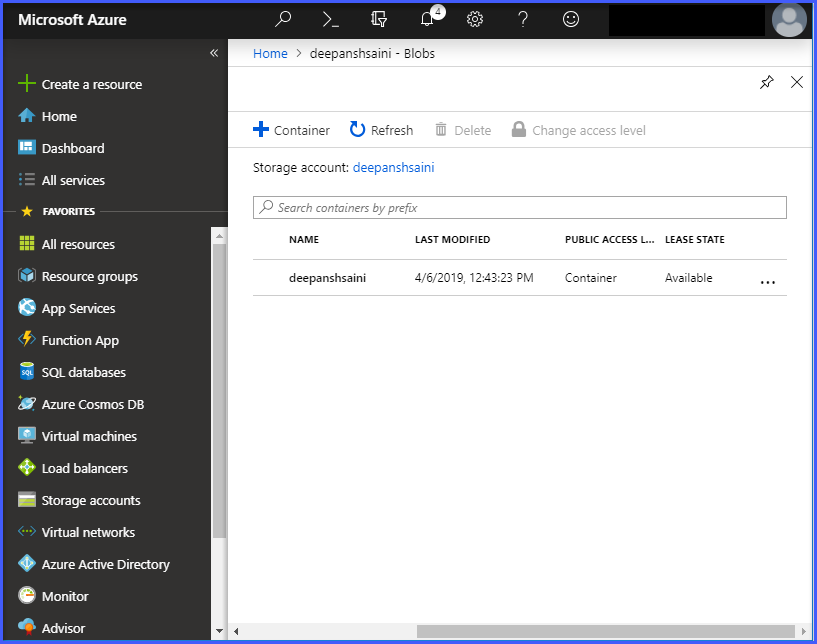 Microsoft Azure
4
«
Home > deepanshsaini - Blobs
Create a resource
Home
Dashboard
All services
FAVORITES
All resources
Resource groups
App Services
Function App
SQL databases
Azure Cosmos DB
Virtual machines
Load balancers
Storage accounts
Virtual networks
Azure Active Directory
Monitor
Advisor
Container Refresh Delete Change access level
Storage account: deepanshsaini
Search containers by prefix
NAME LAST MODIFIED PUBLIC ACCESS L... LEASE STATE
deepanshsaini 4/6/2019, 12:43:23 PM Container Available ...